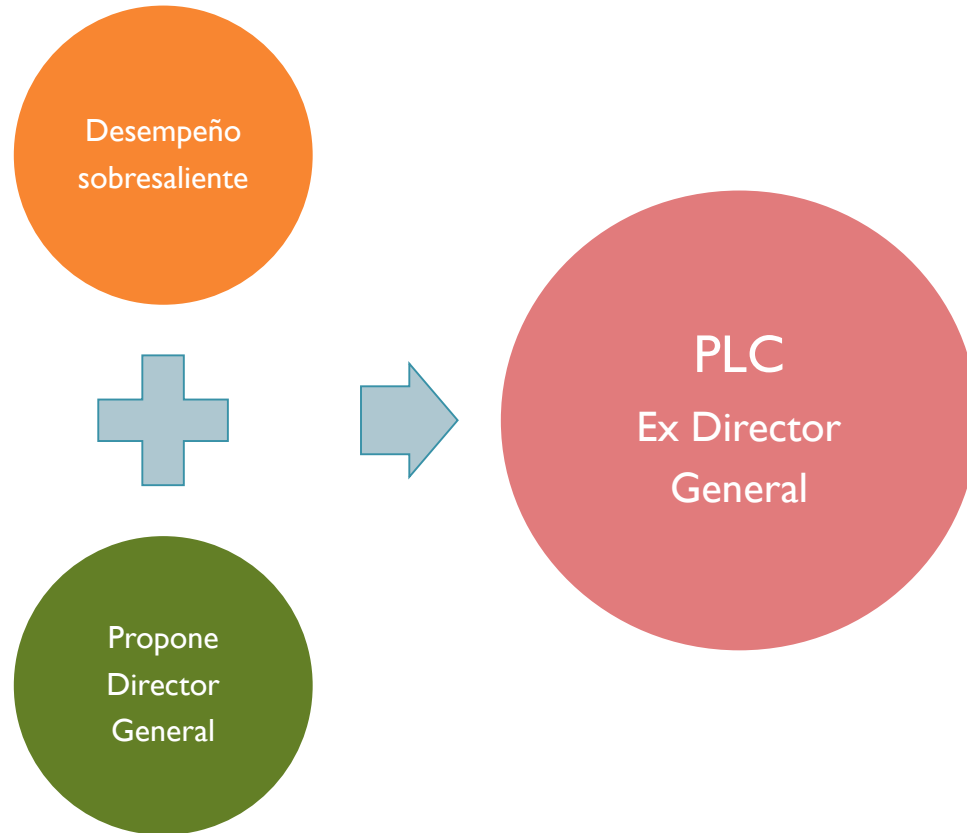 Desempeño
sobresaliente
Propone
Director
General
PLC
Ex Director
General